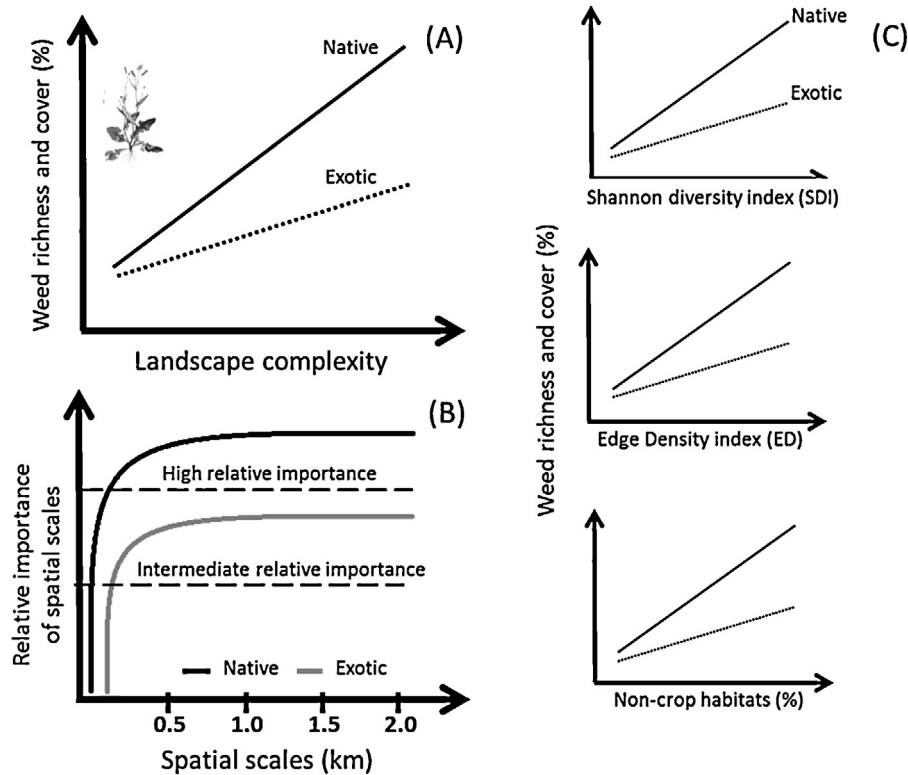 (A)
Weed richness and cover (%)
Native
Exotic
Landscape complexity
(B)
Relative importance
of spatial scales
High relative importance
Intermediate relative importance
Native Exotic
0.5 1.0 1.5 2.0
Spatial scales (km)
(C)
Weed richness and cover (%)
Native
Exotic
Shannon diversity index (SDI)
Edge Density index (ED)
Non-crop habitats (%)